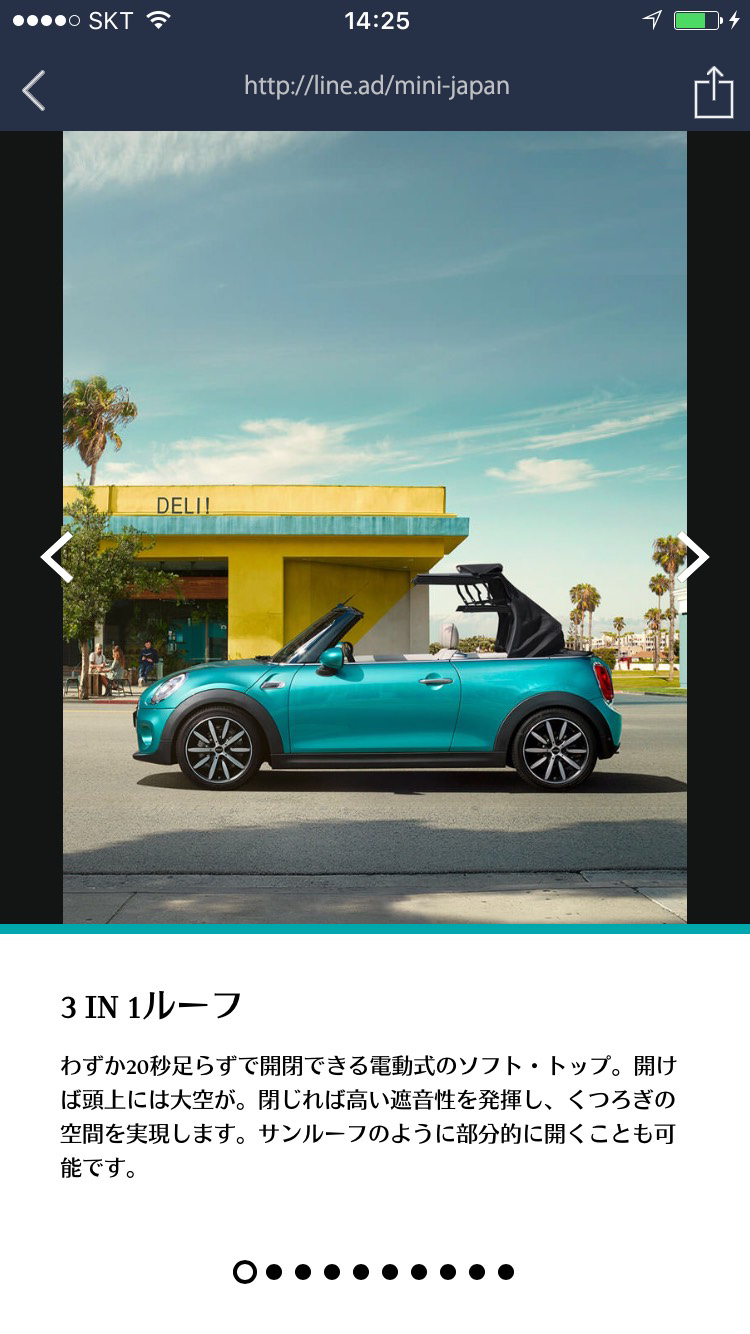 SKT 14:25
http://line.ad/mini-japan
DELI!
3 IN 1ルーフ
わずか20秒足らずで開閉できる電動式のソフト・トップ。開け
ば頭上には大空が。閉じれば高い遮音性を発揮し、くつろぎの
空間を実現します。サンルーフのように部分的に開くことも可
能です。